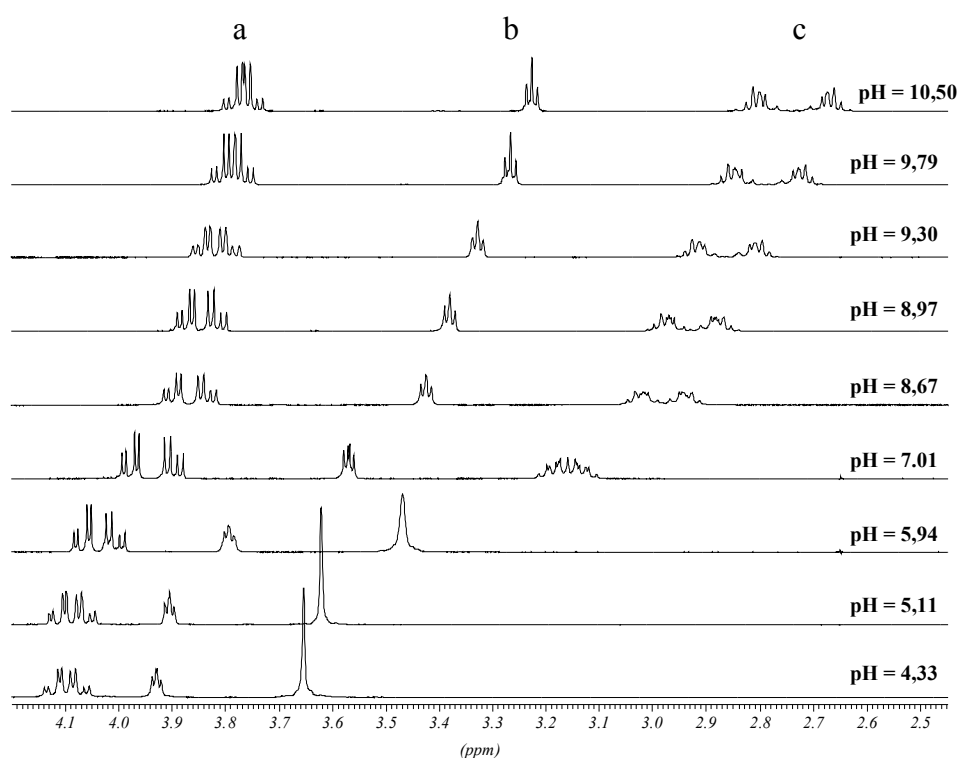 a b c
pH = 10,50
pH = 9,79
pH = 9,30
pH = 8,97
pH = 8,67
pH = 7.01
pH = 5,94
pH = 5,11
pH = 4,33
4.1 4.0 3.9 3.8 3.7 3.6 3.5 3.4 3.3 3.2 3.1 3.0 2.9 2.8 2.7 2.6 2.5
(ppm)